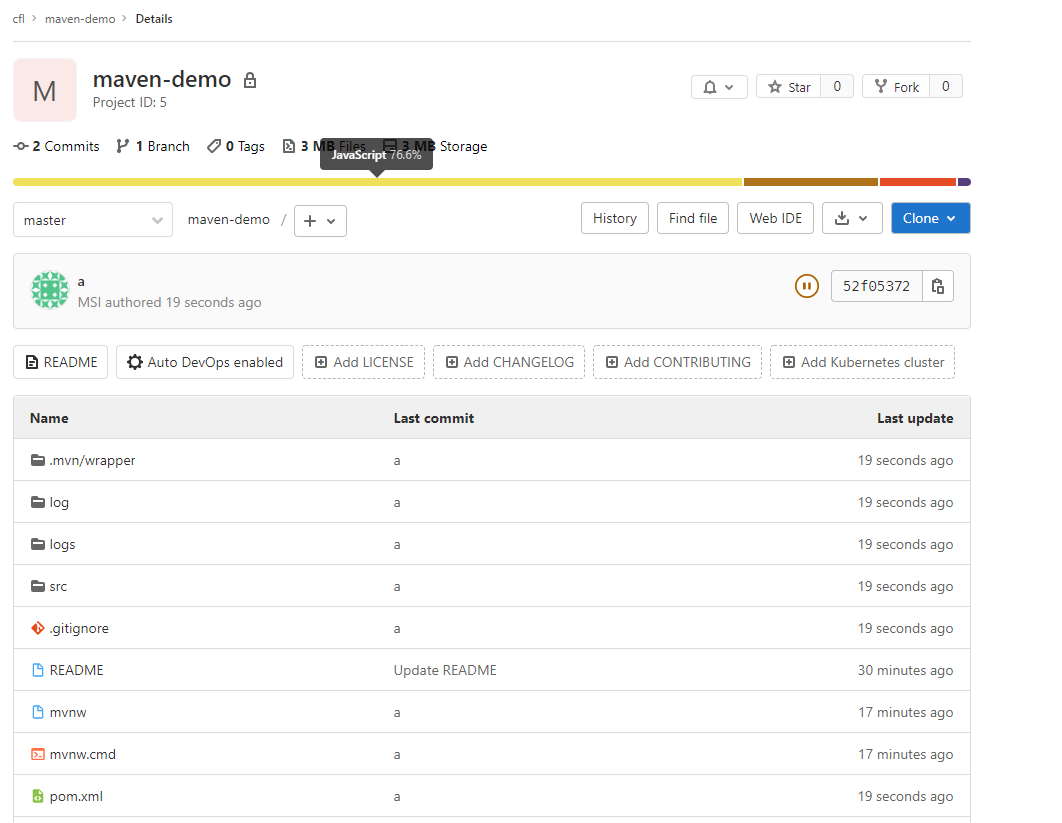 cfl > maven-demo > Details
M
maven-demo
Project ID: 5
Star 0 Fork 0
2 Commits 1 Branch 0 Tags 3 MB Files 3 MB Storage
JavaScript 76.6%
master maven-demo / + History Find file Web IDE Clone
a
MSI authored 19 seconds ago
52f05372
README Auto DevOps enabled Add LICENSE Add CHANGELOG Add CONTRIBUTING Add Kubernetes cluster
Name Last commit Last update
.mvn/wrapper a 19 seconds ago
log a 19 seconds ago
logs a 19 seconds ago
src a 19 seconds ago
.gitignore a 19 seconds ago
README Update README 30 minutes ago
mvnw a 17 minutes ago
mvnw.cmd a 17 minutes ago
pom.xml a 19 seconds ago